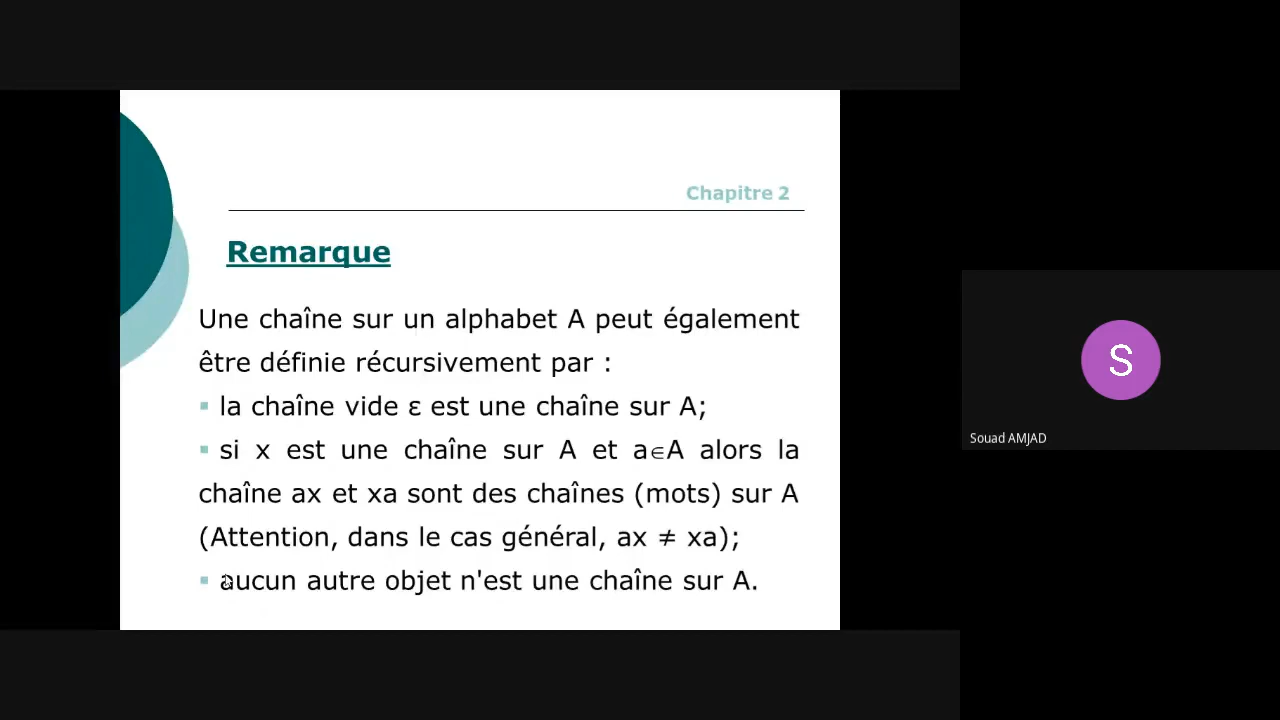 Chapitre 2
Remarque
Une chaîne sur un alphabet A peut également
être définie récursivement par :
▪ la chaîne vide ε est une chaîne sur A;
▪ si x est une chaîne sur A et a∈A alors la
chaîne ax et xa sont des chaînes (mots) sur A
(Attention, dans le cas général, ax ≠ xa);
▪ aucun autre objet n'est une chaîne sur A.
S
Souad AMJAD